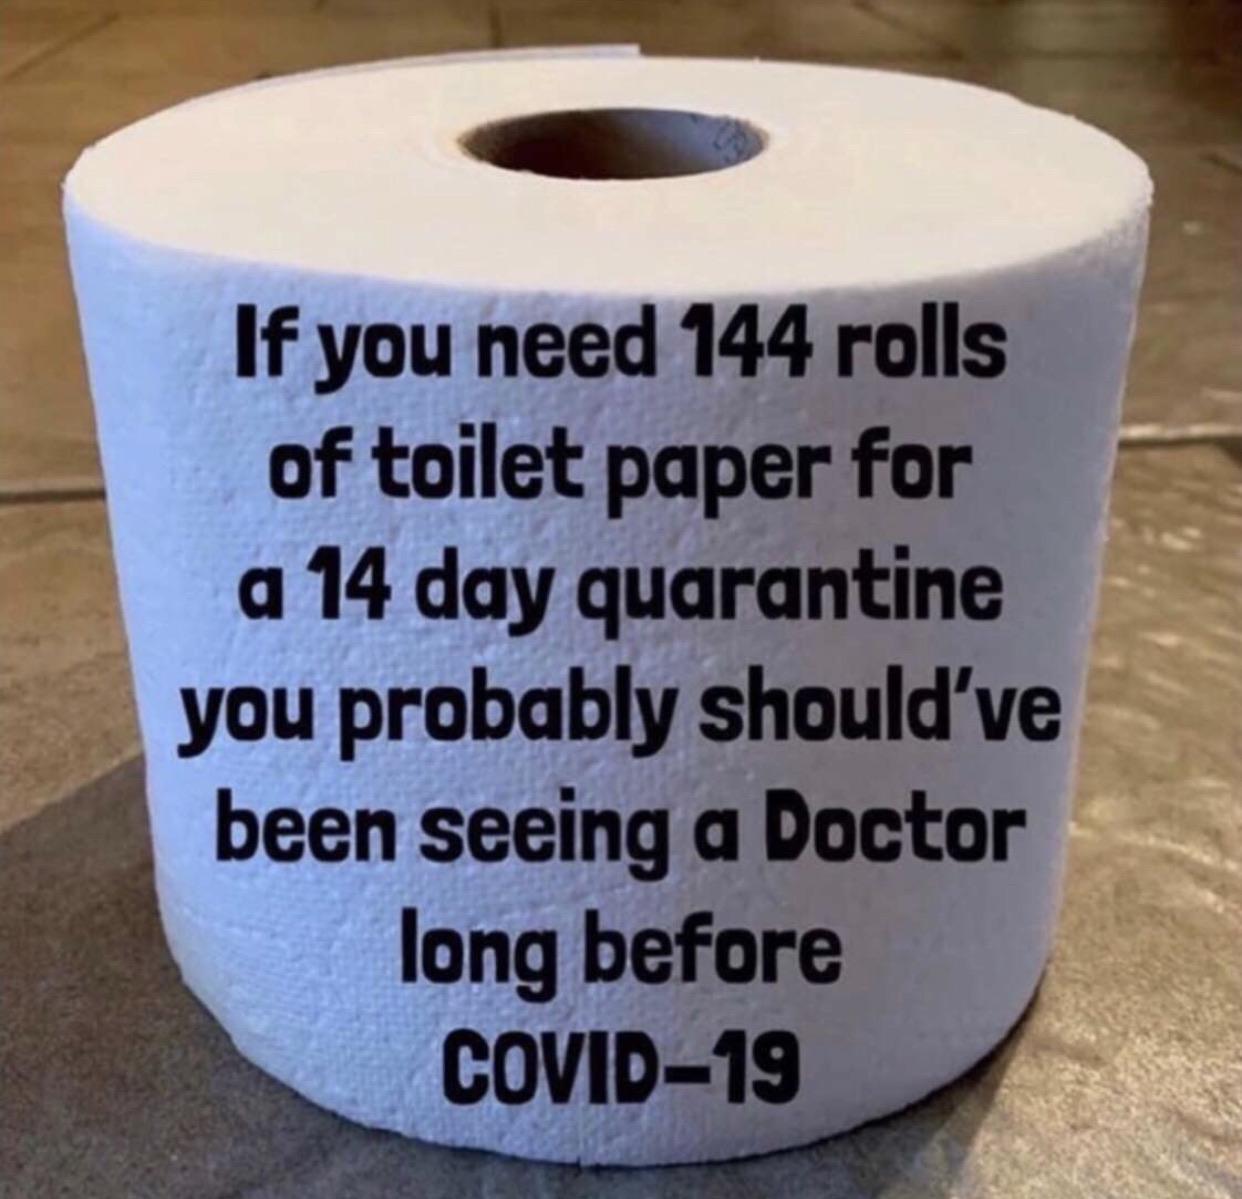 If you need 144 rolls
of toilet paper for
a 14 day quarantine
you probably should've
been seeing a Doctor
long before
COVID-19